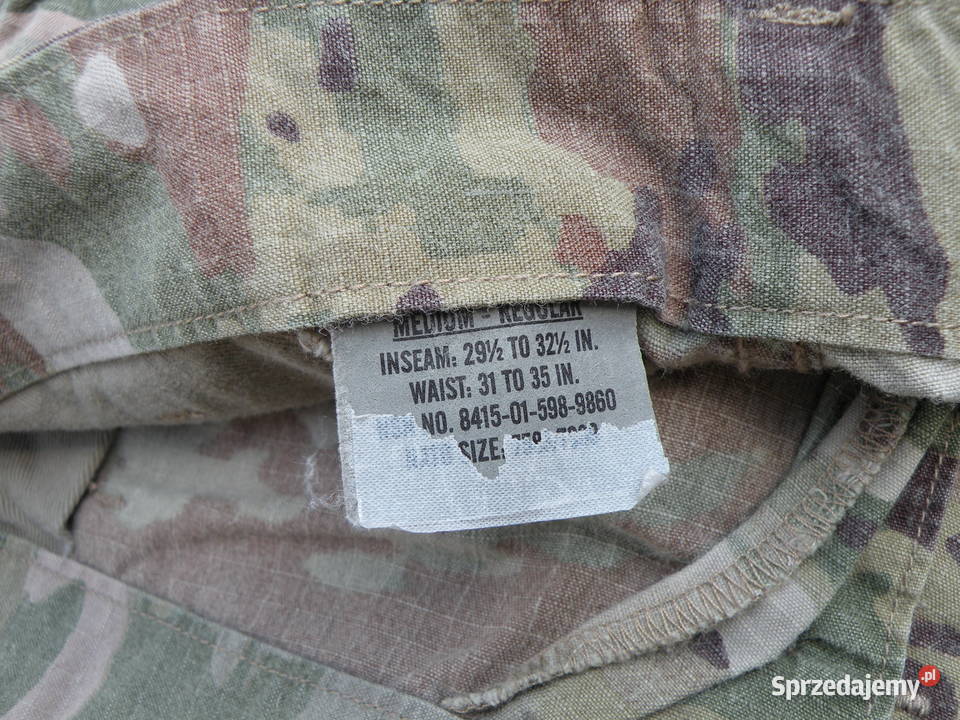 MEDIUM - REGULAR
INSEAM: 29½ TO 32½ IN.
WAIST: 31 TO 35 IN.
NO. 8415-01-598-9860
SIZE:
Sprzedajemy.pl